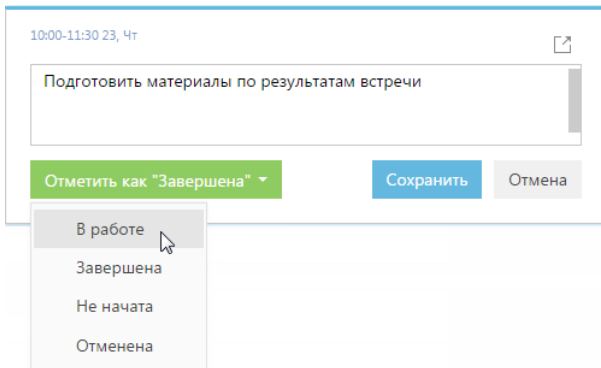 10:00-11:30 23, Чт
Подготовить материалы по результатам встречи
Отметить как "Завершена"
Сохранить
Отмена
В работе
Завершена
Не начата
Отменена